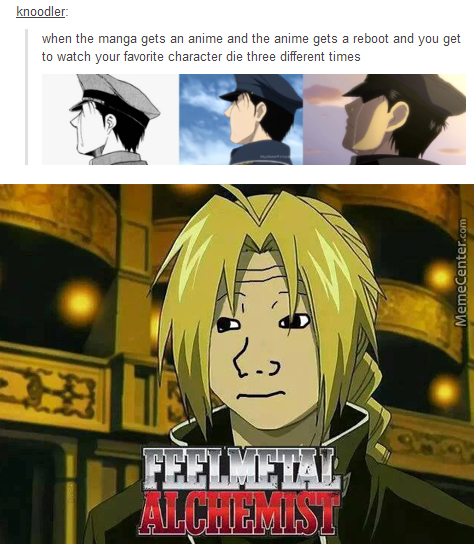 knoodler:
when the manga gets an anime and the anime gets a reboot and you get
to watch your favorite character die three different times
MemeCenter.com
FEELMETAL
ALCHEMIST